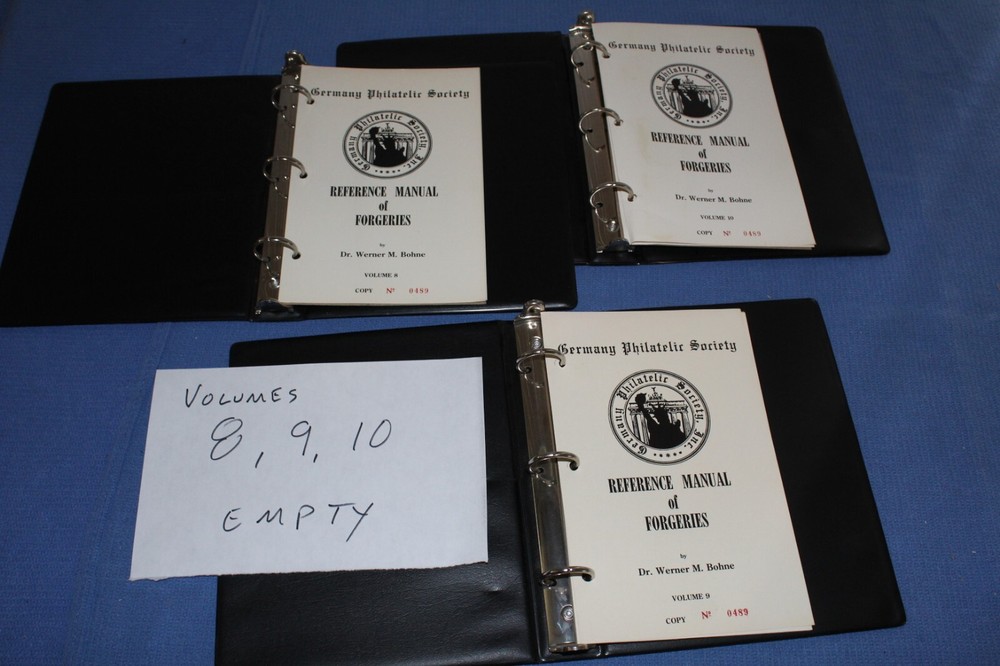 Germany Philatelic Society
Germany Philatelic Society, Inc.
REFERENCE MANUAL
of
FORGERIES
by
Dr. Werner M. Bohne
VOLUME 8
COPY Nº 0489
Germany Philatelic Society
Germany Philatelic Society, Inc.
REFERENCE MANUAL
of
FORGERIES
by
Dr. Werner M. Bohne
VOLUME 10
COPY Nº 0489
VOLUMES
8, 9, 10
EMPTY
Germany Philatelic Society
Germany Philatelic Society, Inc.
REFERENCE MANUAL
of
FORGERIES
by
Dr. Werner M. Bohne
VOLUME 9
COPY Nº 0489